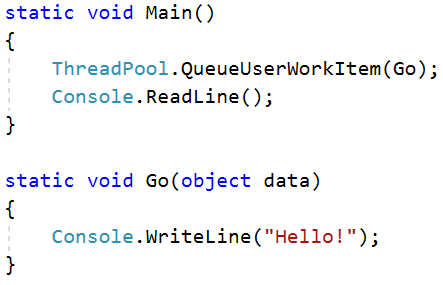 static void Main()
{
    ThreadPool.QueueUserWorkItem(Go);
    Console.ReadLine();
}

static void Go(object data)
{
    Console.WriteLine("Hello!");
}